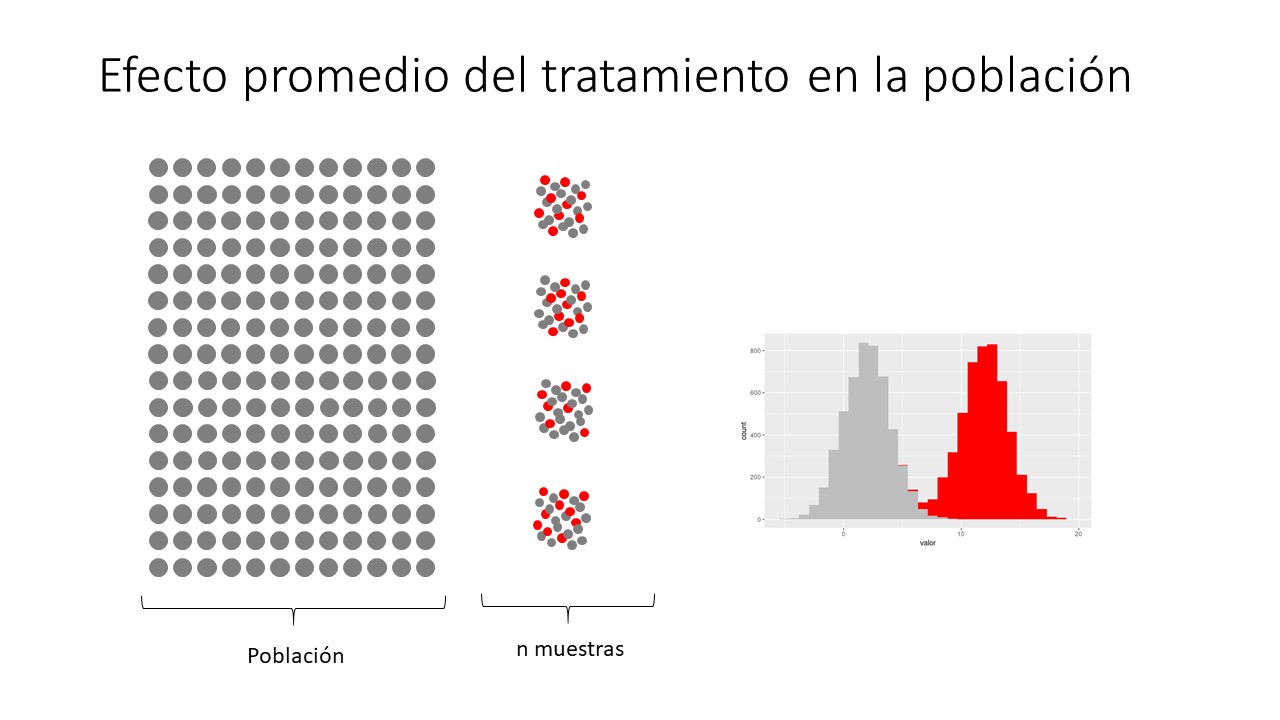 Efecto promedio del tratamiento en la población
800
600
400
200
0
count
0 10 20
valor
Población
n muestras